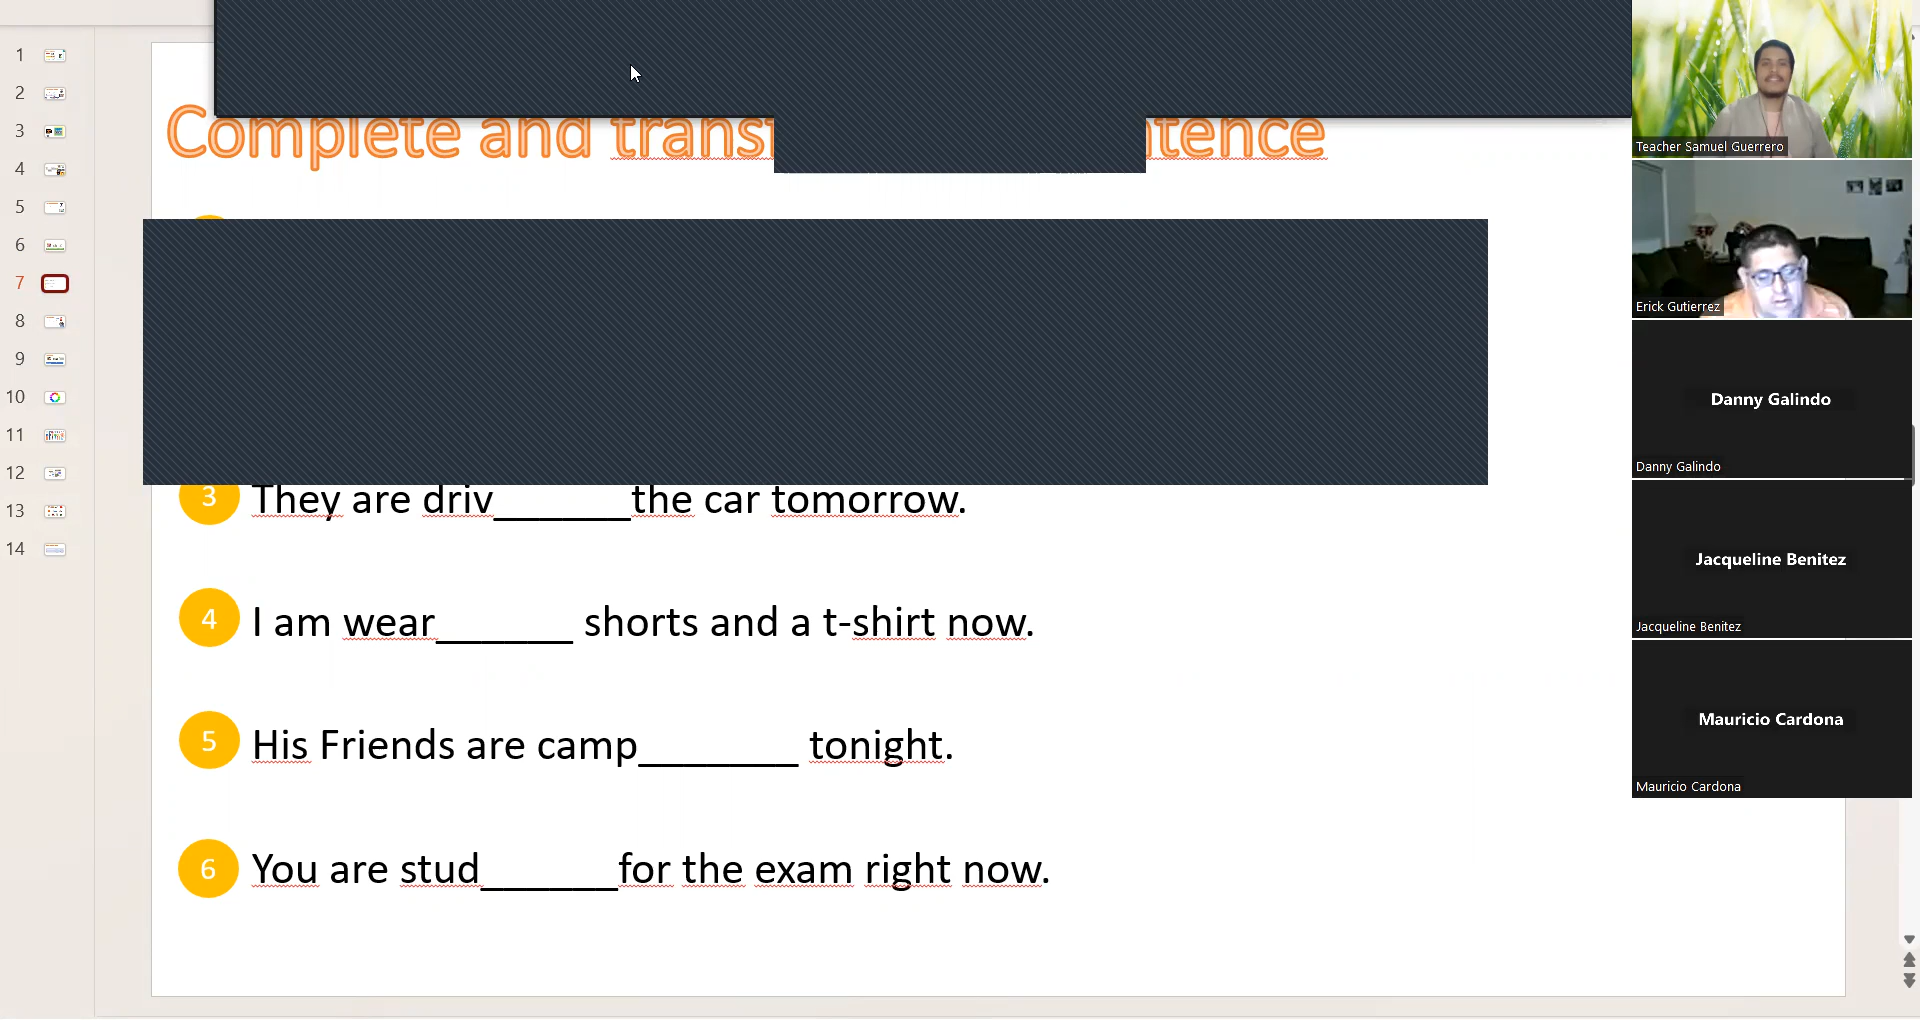 1
2
3
4
5
6
7
8
9
10
11
12
13
14
Complete and
3 They are driv______the car tomorrow.
4 I am wear______ shorts and a t-shirt now.
5 His Friends are camp_______ tonight.
6 You are stud______for the exam right now.
Teacher Samuel Guerrero
Erick Gutierrez
Danny Galindo
Danny Galindo
Jacqueline Benitez
Jacqueline Benitez
Mauricio Cardona
Mauricio Cardona